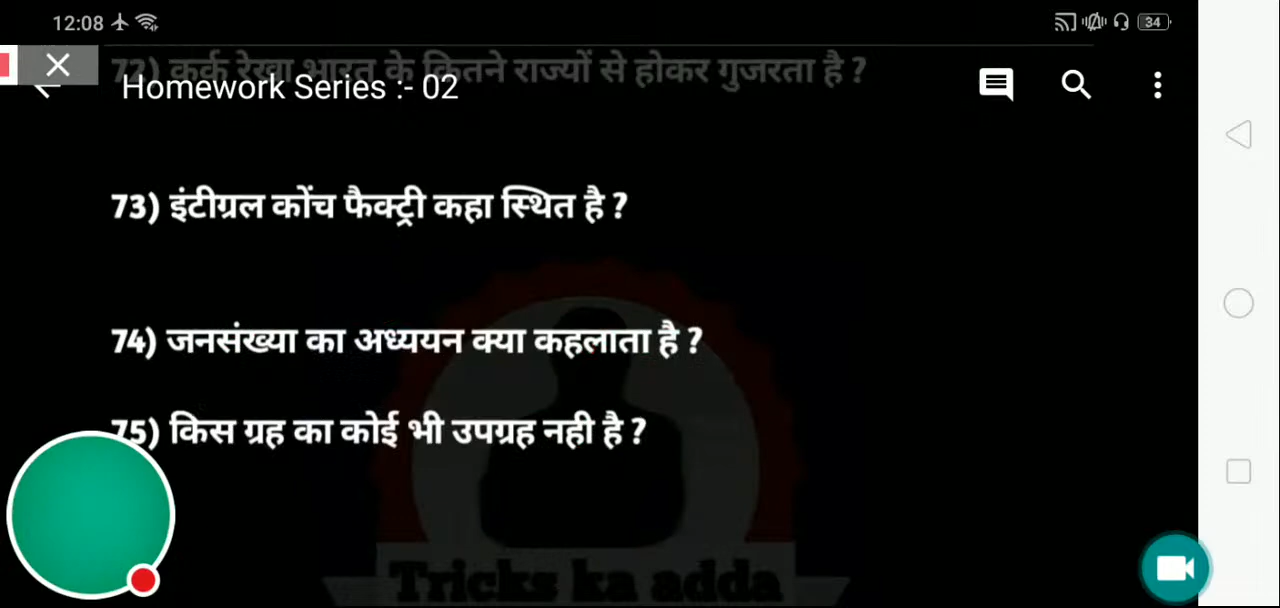 12:08
34
72) कर्क रेखा भारत के कितने राज्यों से होकर गुजरता है ?
Homework Series :- 02
73) इंटीग्रल कोंच फैक्ट्री कहा स्थित है ?
74) जनसंख्या का अध्ययन क्या कहलाता है ?
75) किस ग्रह का कोई भी उपग्रह नही है ?
Tricks ka adda